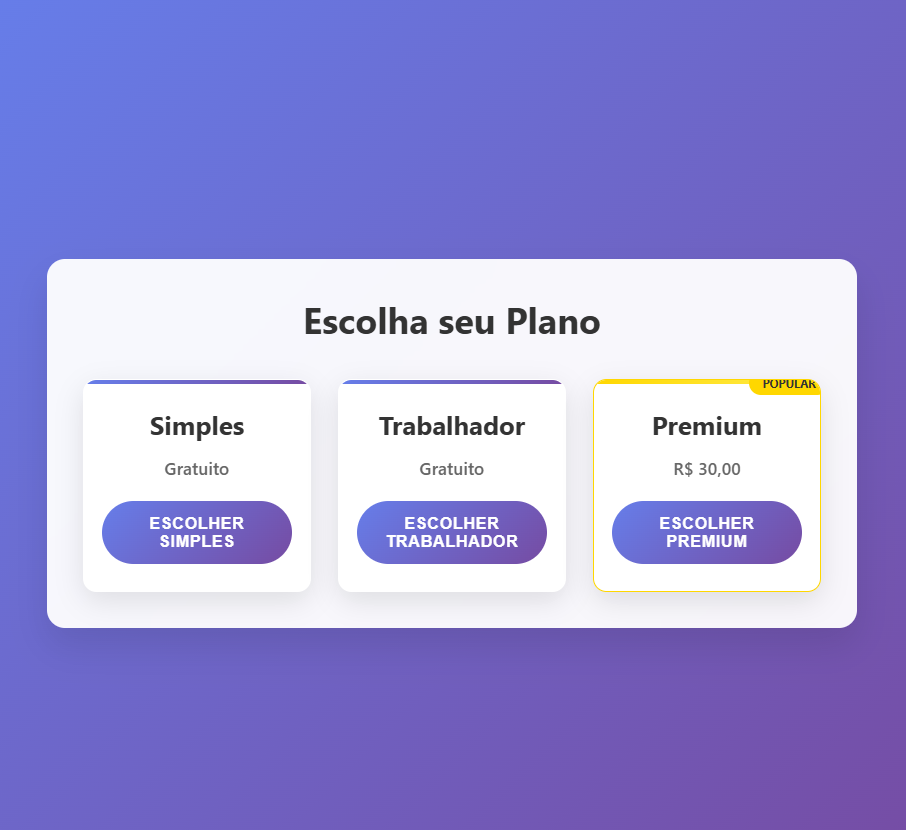 Escolha seu Plano
Simples
Gratuito
ESCOLHER
SIMPLES
Trabalhador
Gratuito
ESCOLHER
TRABALHADOR
POPULAR
Premium
R$ 30,00
ESCOLHER
PREMIUM